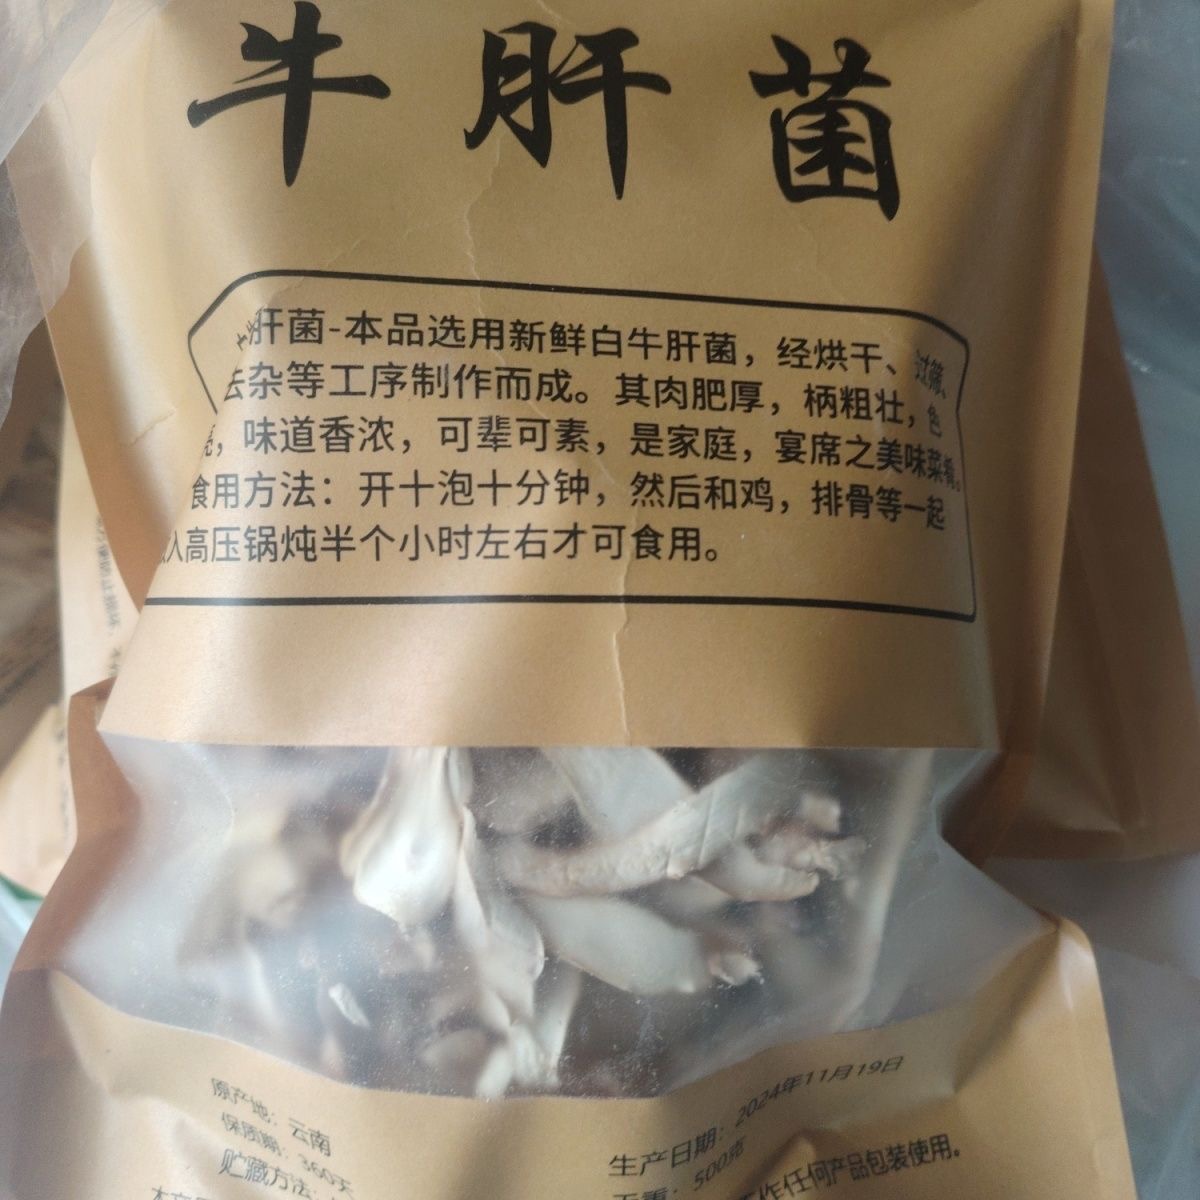 牛肝菌
牛肝菌-本品选用新鲜白牛肝菌，经烘干、过筛、
去杂等工序制作而成。其肉肥厚，柄粗壮，色
亮，味道香浓，可辈可素，是家庭，宴席之美味菜肴。
食用方法：开十泡十分钟，然后和鸡，排骨等一起
入高压锅炖半个小时左右才可食用。
原产地：云南
保质期：360天
贮藏方法：
生产日期：2024年11月19日
重：500克
作任何产品包装使用。